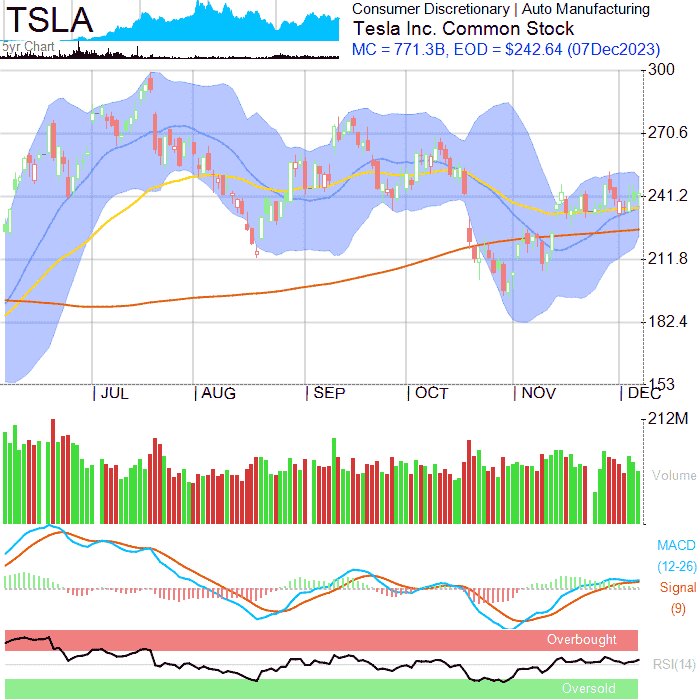 TSLA
5yr Chart
Consumer Discretionary | Auto Manufacturing
Tesla Inc. Common Stock
MC = 771.3B, EOD = $242.64 (07Dec2023)
300
270.6
241.2
211.8
182.4
153
JUL AUG SEP OCT NOV DEC
212M
Volume
MACD
(12-26)
Signal
(9)
Overbought
RSI(14)
Oversold